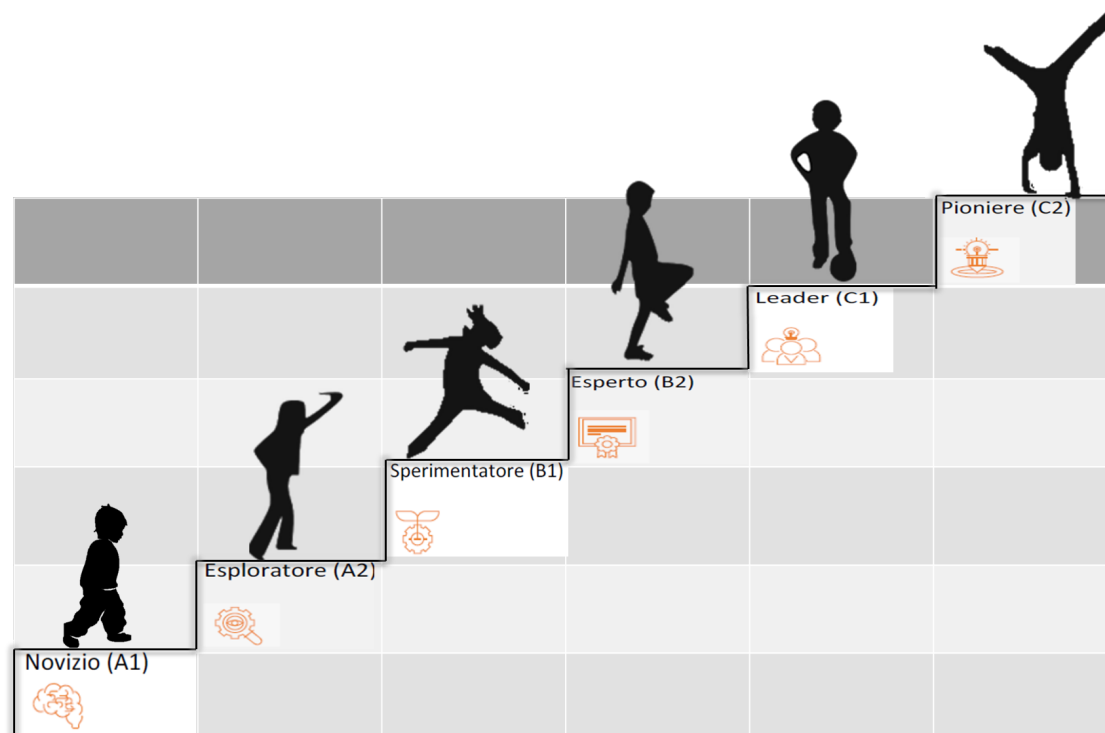 Pioniere (C2)
Leader (C1)
Esperto (B2)
Sperimentatore (B1)
Esploratore (A2)
Novizio (A1)